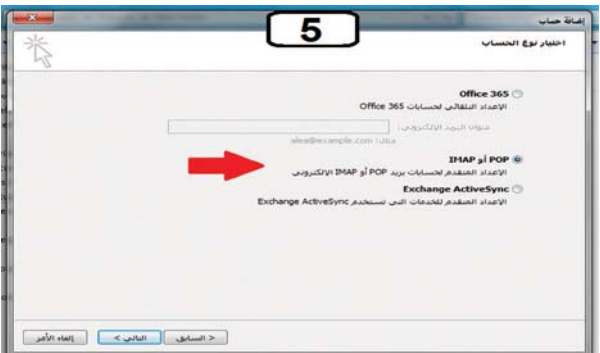 5
إضافة حساب
اختيار نوع الحساب
Office 365
الإعداد التلقائي لحسابات Office 365
عنوان البريد الإلكتروني:
مثال: alea@example.com
POP أو IMAP
الإعداد المتقدم لحسابات بريد POP أو IMAP الإلكتروني
Exchange ActiveSync
الإعداد المتقدم للخدمات التي تستخدم Exchange ActiveSync
< السابق
التالي >
إلغاء الأمر